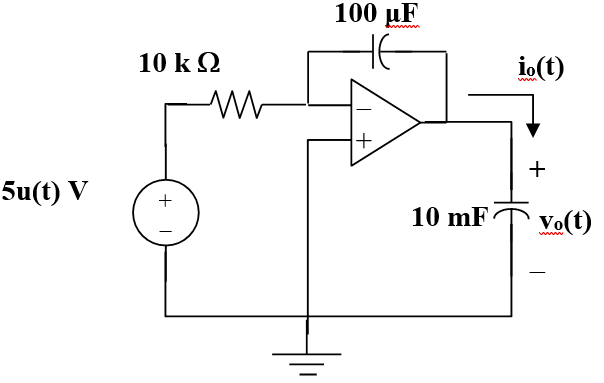 100 µF
10 k Ω
iₒ(t)
−
+
5u(t) V
+
−
+
10 mF
vₒ(t)
−